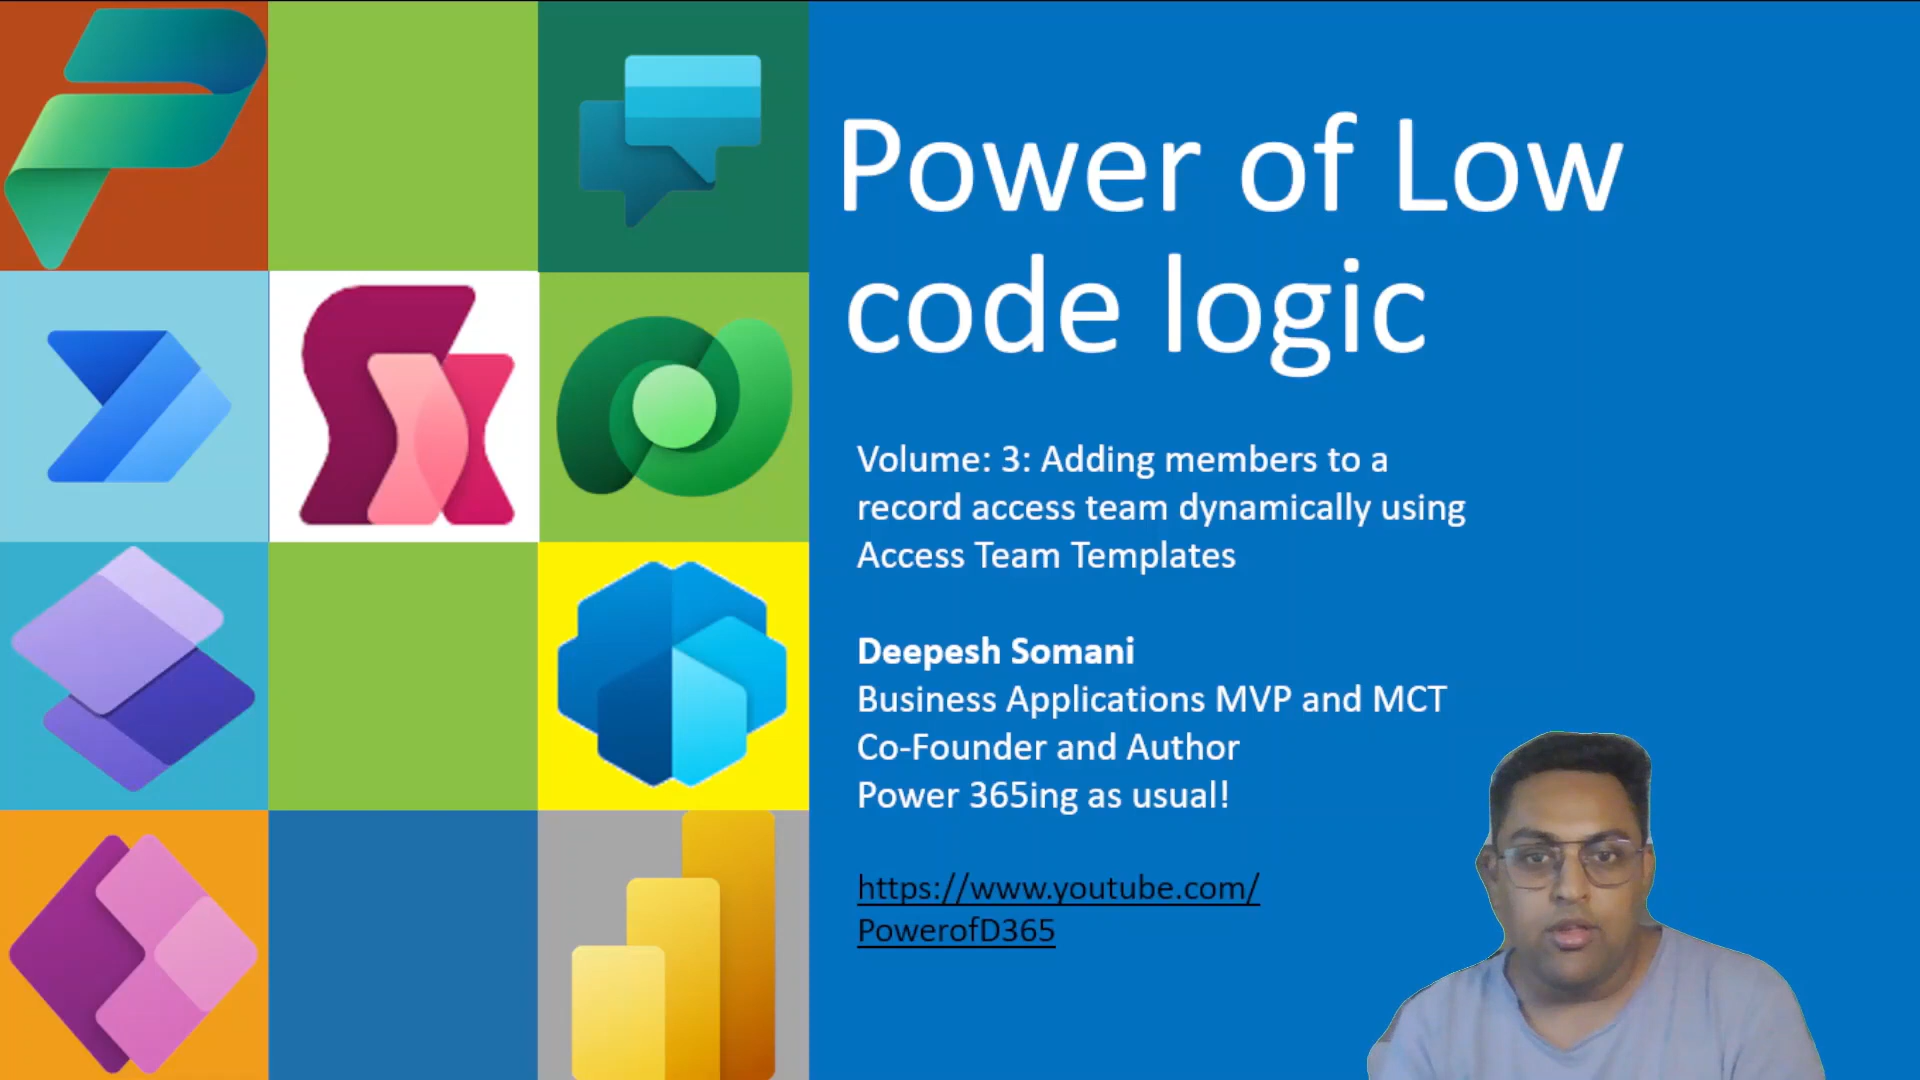 Power of Low
code logic
Volume: 3: Adding members to a
record access team dynamically using
Access Team Templates
Deepesh Somani
Business Applications MVP and MCT
Co-Founder and Author
Power 365ing as usual!
https://www.youtube.com/
PowerofD365